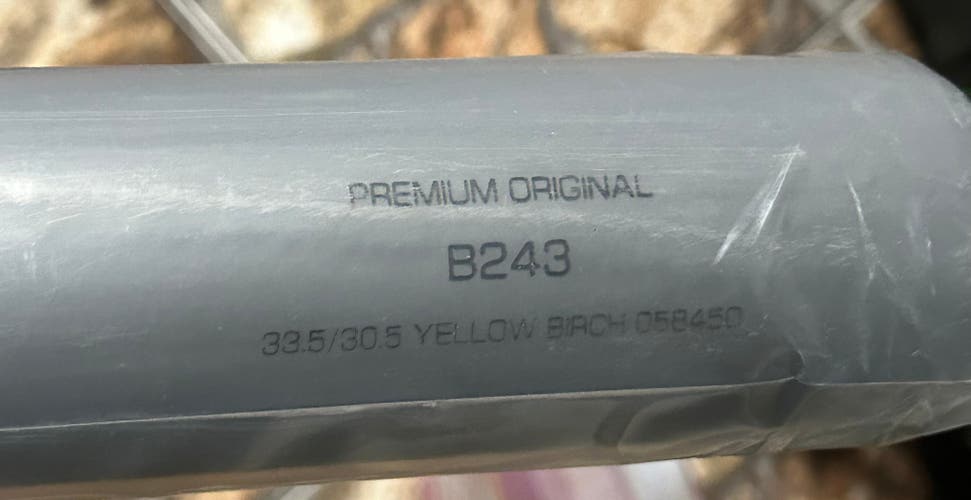 PREMIUM ORIGINAL
B243
33.5/30.5 YELLOW BIRCH 058450